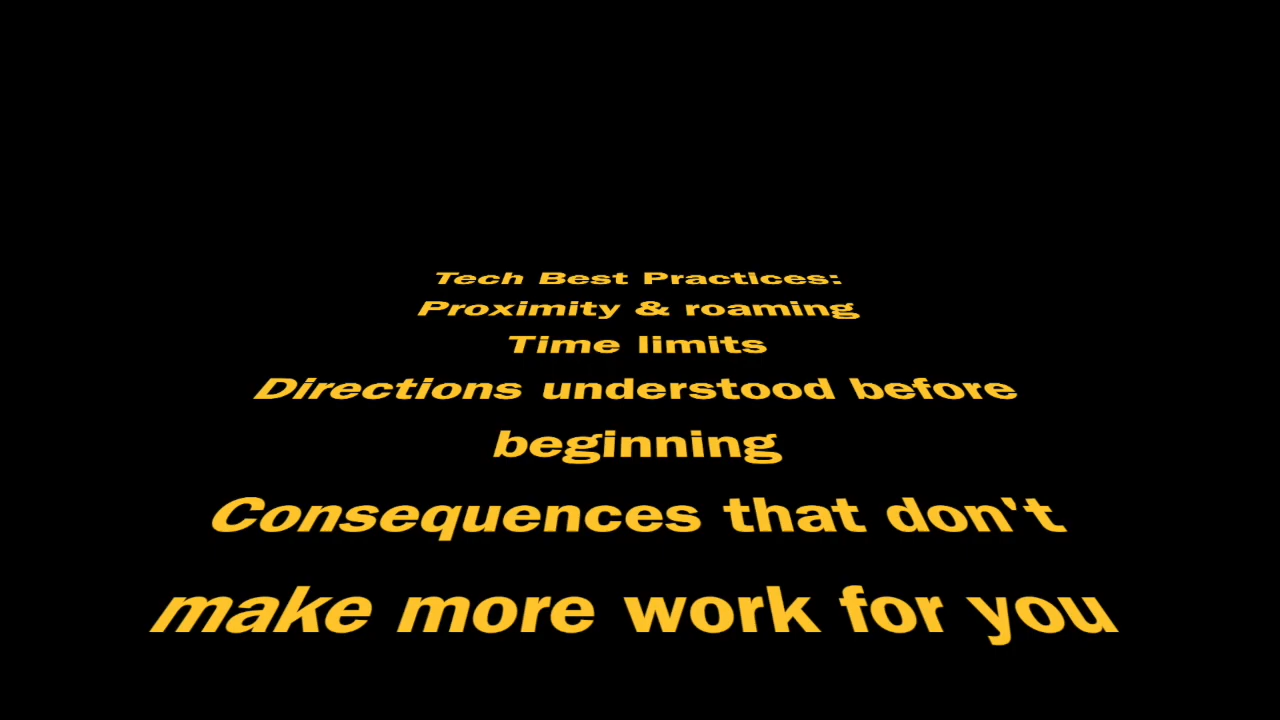 Tech Best Practices:
Proximity & roaming
Time limits
Directions understood before
beginning
Consequences that don't
make more work for you